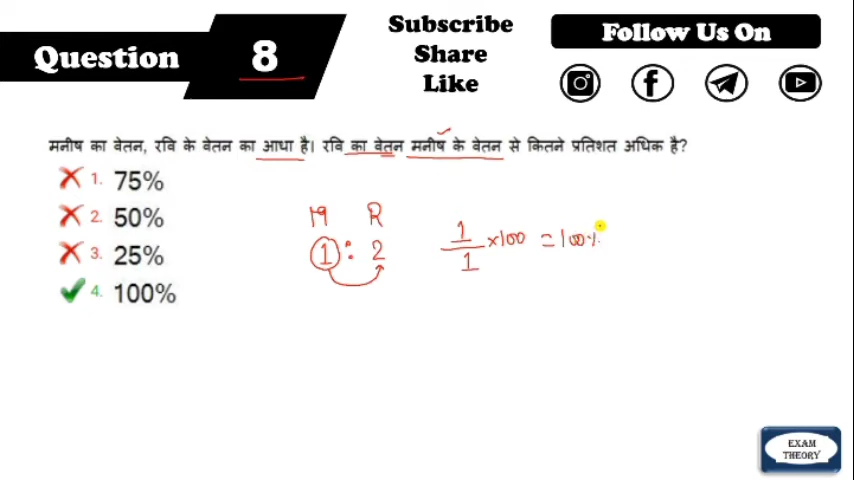 Question 8
Subscribe
Share
Like
Follow Us On
मनीष का वेतन, रवि के वेतन का आधा है। रवि का वेतन मनीष के वेतन से कितने प्रतिशत अधिक है?
1. 75%
2. 50%
3. 25%
4. 100%
M R
1 : 2
1/1 ×100 = 100%
EXAM
THEORY